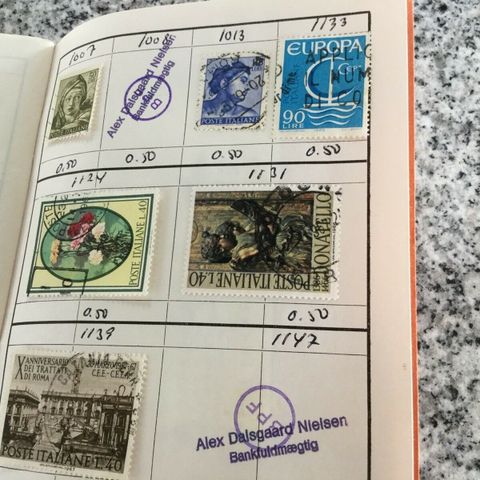 1007
1013
1133
Alex Dalsgaard Nielsen
Bankfuldmægtig
POSTE ITALIANE
EUROPA
90
LIRE
0.50
0.50
0.50
0.50
1124
1131
POSTE ITALIANE L.40
POSTE ITALIANE L.40
DONATELLO
0.50
0.50
1139
1147
X ANNIVERSARIO
DEI TRATTATI
DI ROMA
POSTE ITALIANE L.40
Alex Dalsgaard Nielsen
Bankfuldmægtig